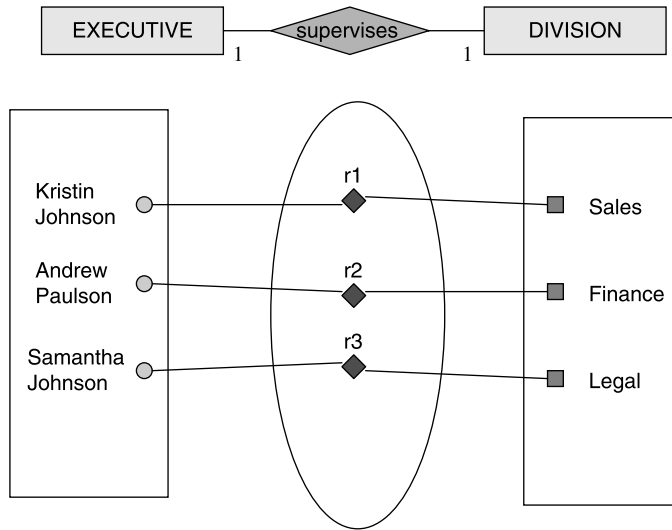 EXECUTIVE supervises DIVISION
1 1
r1
Kristin
Johnson
Sales
Andrew
Paulson
r2
Finance
Samantha
Johnson
r3
Legal